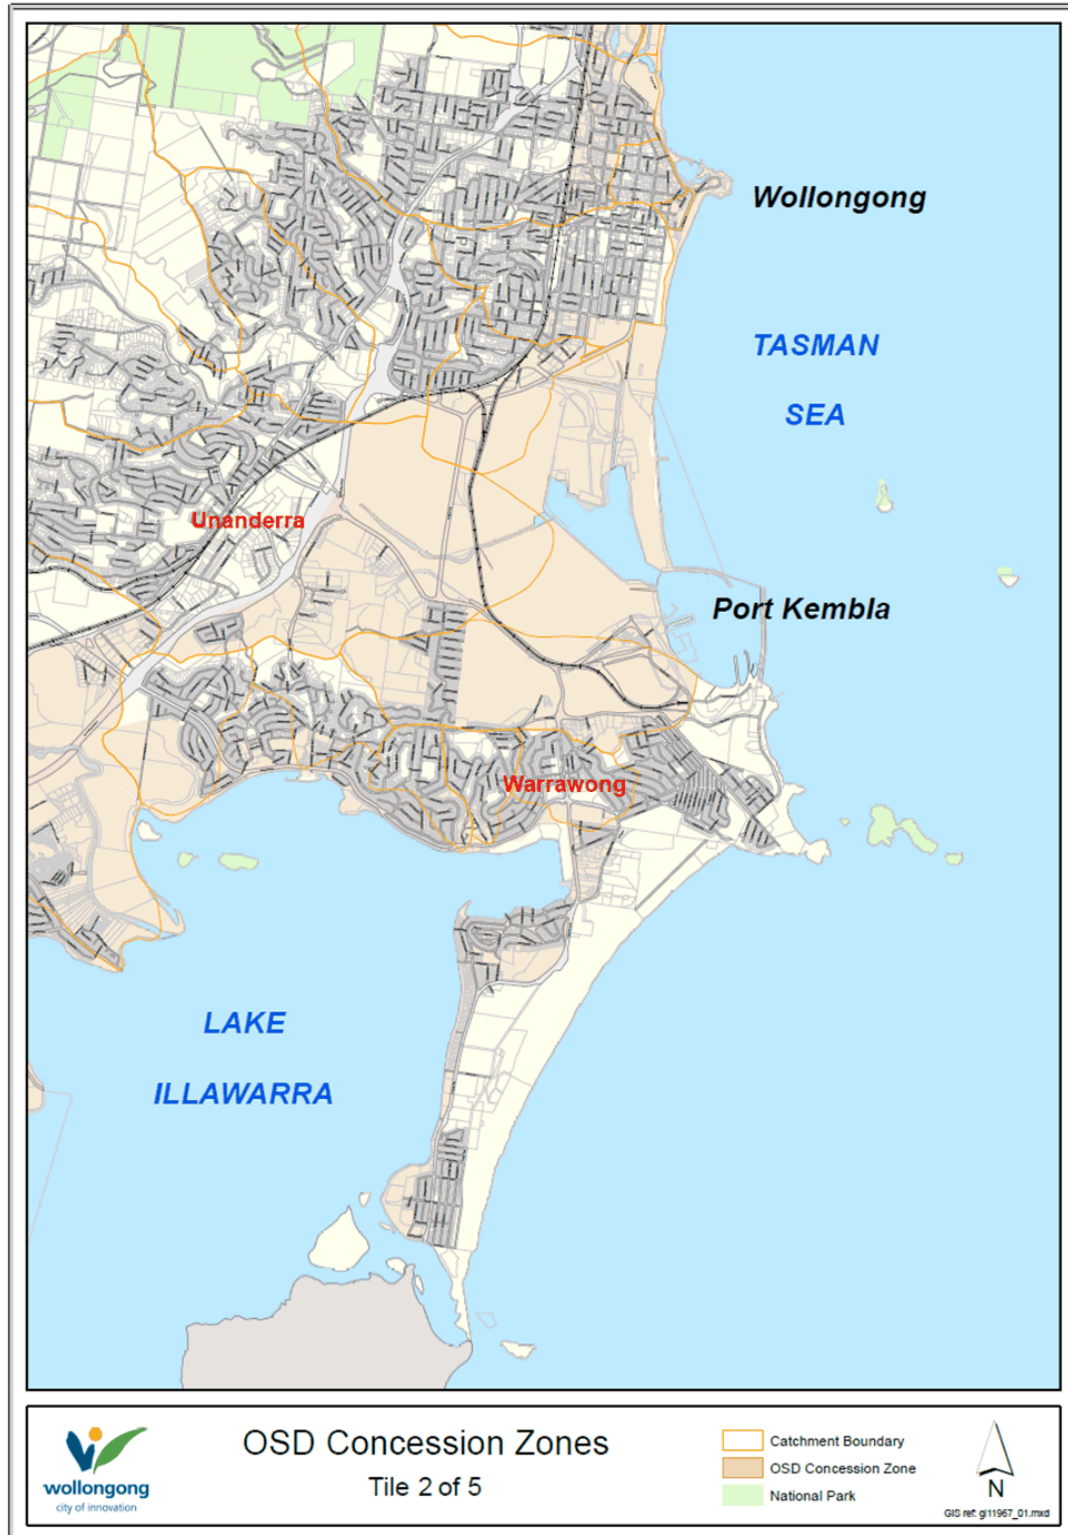 Wollongong
TASMAN
SEA
Unanderra
Port Kembla
Warrawong
LAKE
ILLAWARRA
wollongong
city of innovation
OSD Concession Zones
Tile 2 of 5
Catchment Boundary
OSD Concession Zone
National Park
N
GIS ref: gi11967_01.mxd